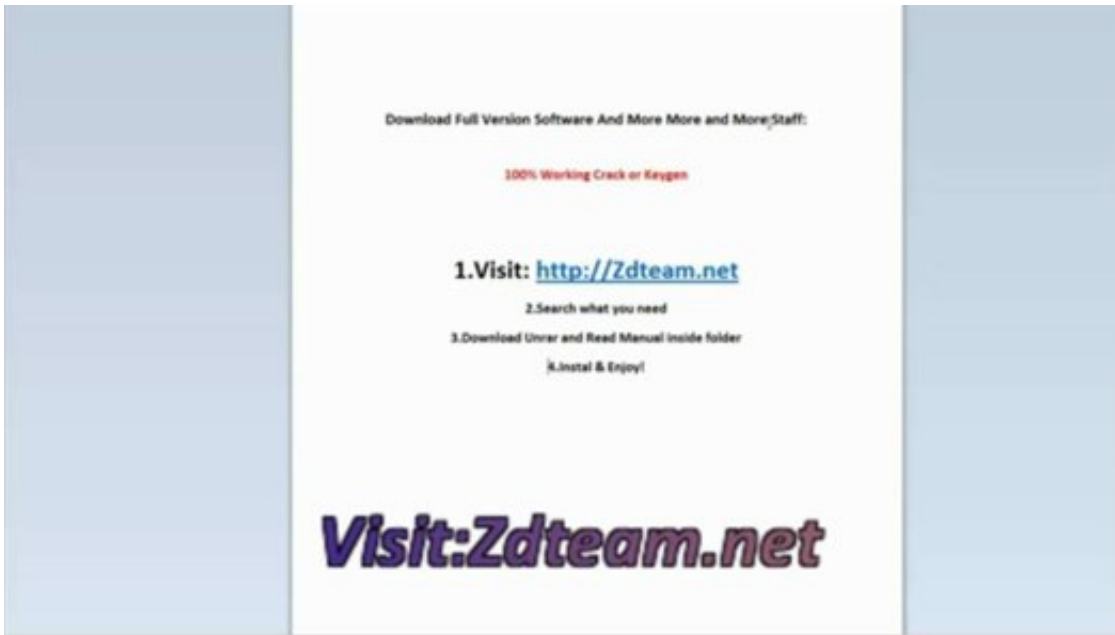 Download Full Version Software And More More and More Staff:
100% Working Crack or Keygen
1.Visit: http://Zdteam.net
2.Search what you need
3.Download Unrar and Read Manual inside folder
4.Instal & Enjoy!
Visit:Zdteam.net